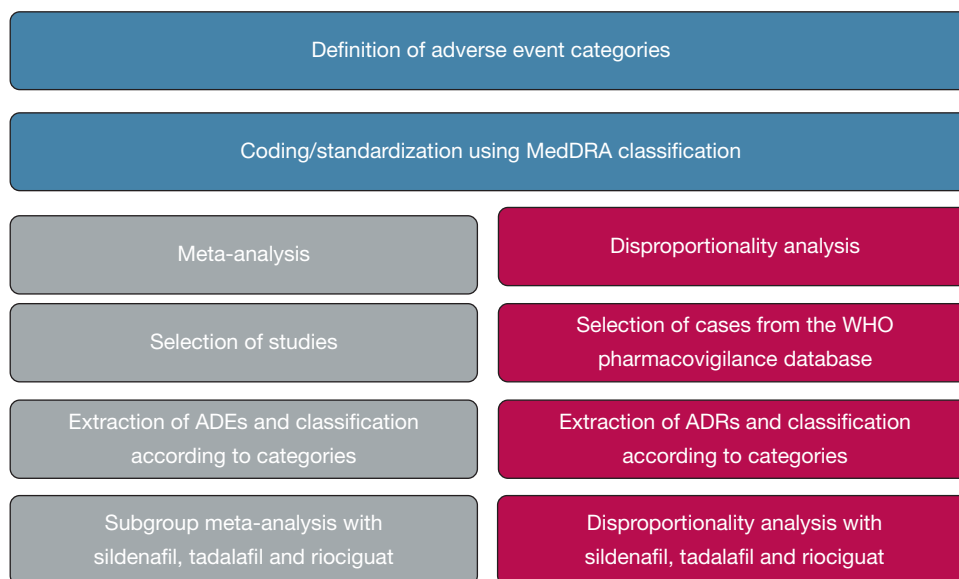 Definition of adverse event categories
Coding/standardization using MedDRA classification
Meta-analysis
Disproportionality analysis
Selection of studies
Selection of cases from the WHO
pharmacovigilance database
Extraction of ADEs and classification
according to categories
Extraction of ADRs and classification
according to categories
Subgroup meta-analysis with
sildenafil, tadalafil and riociguat
Disproportionality analysis with
sildenafil, tadalafil and riociguat